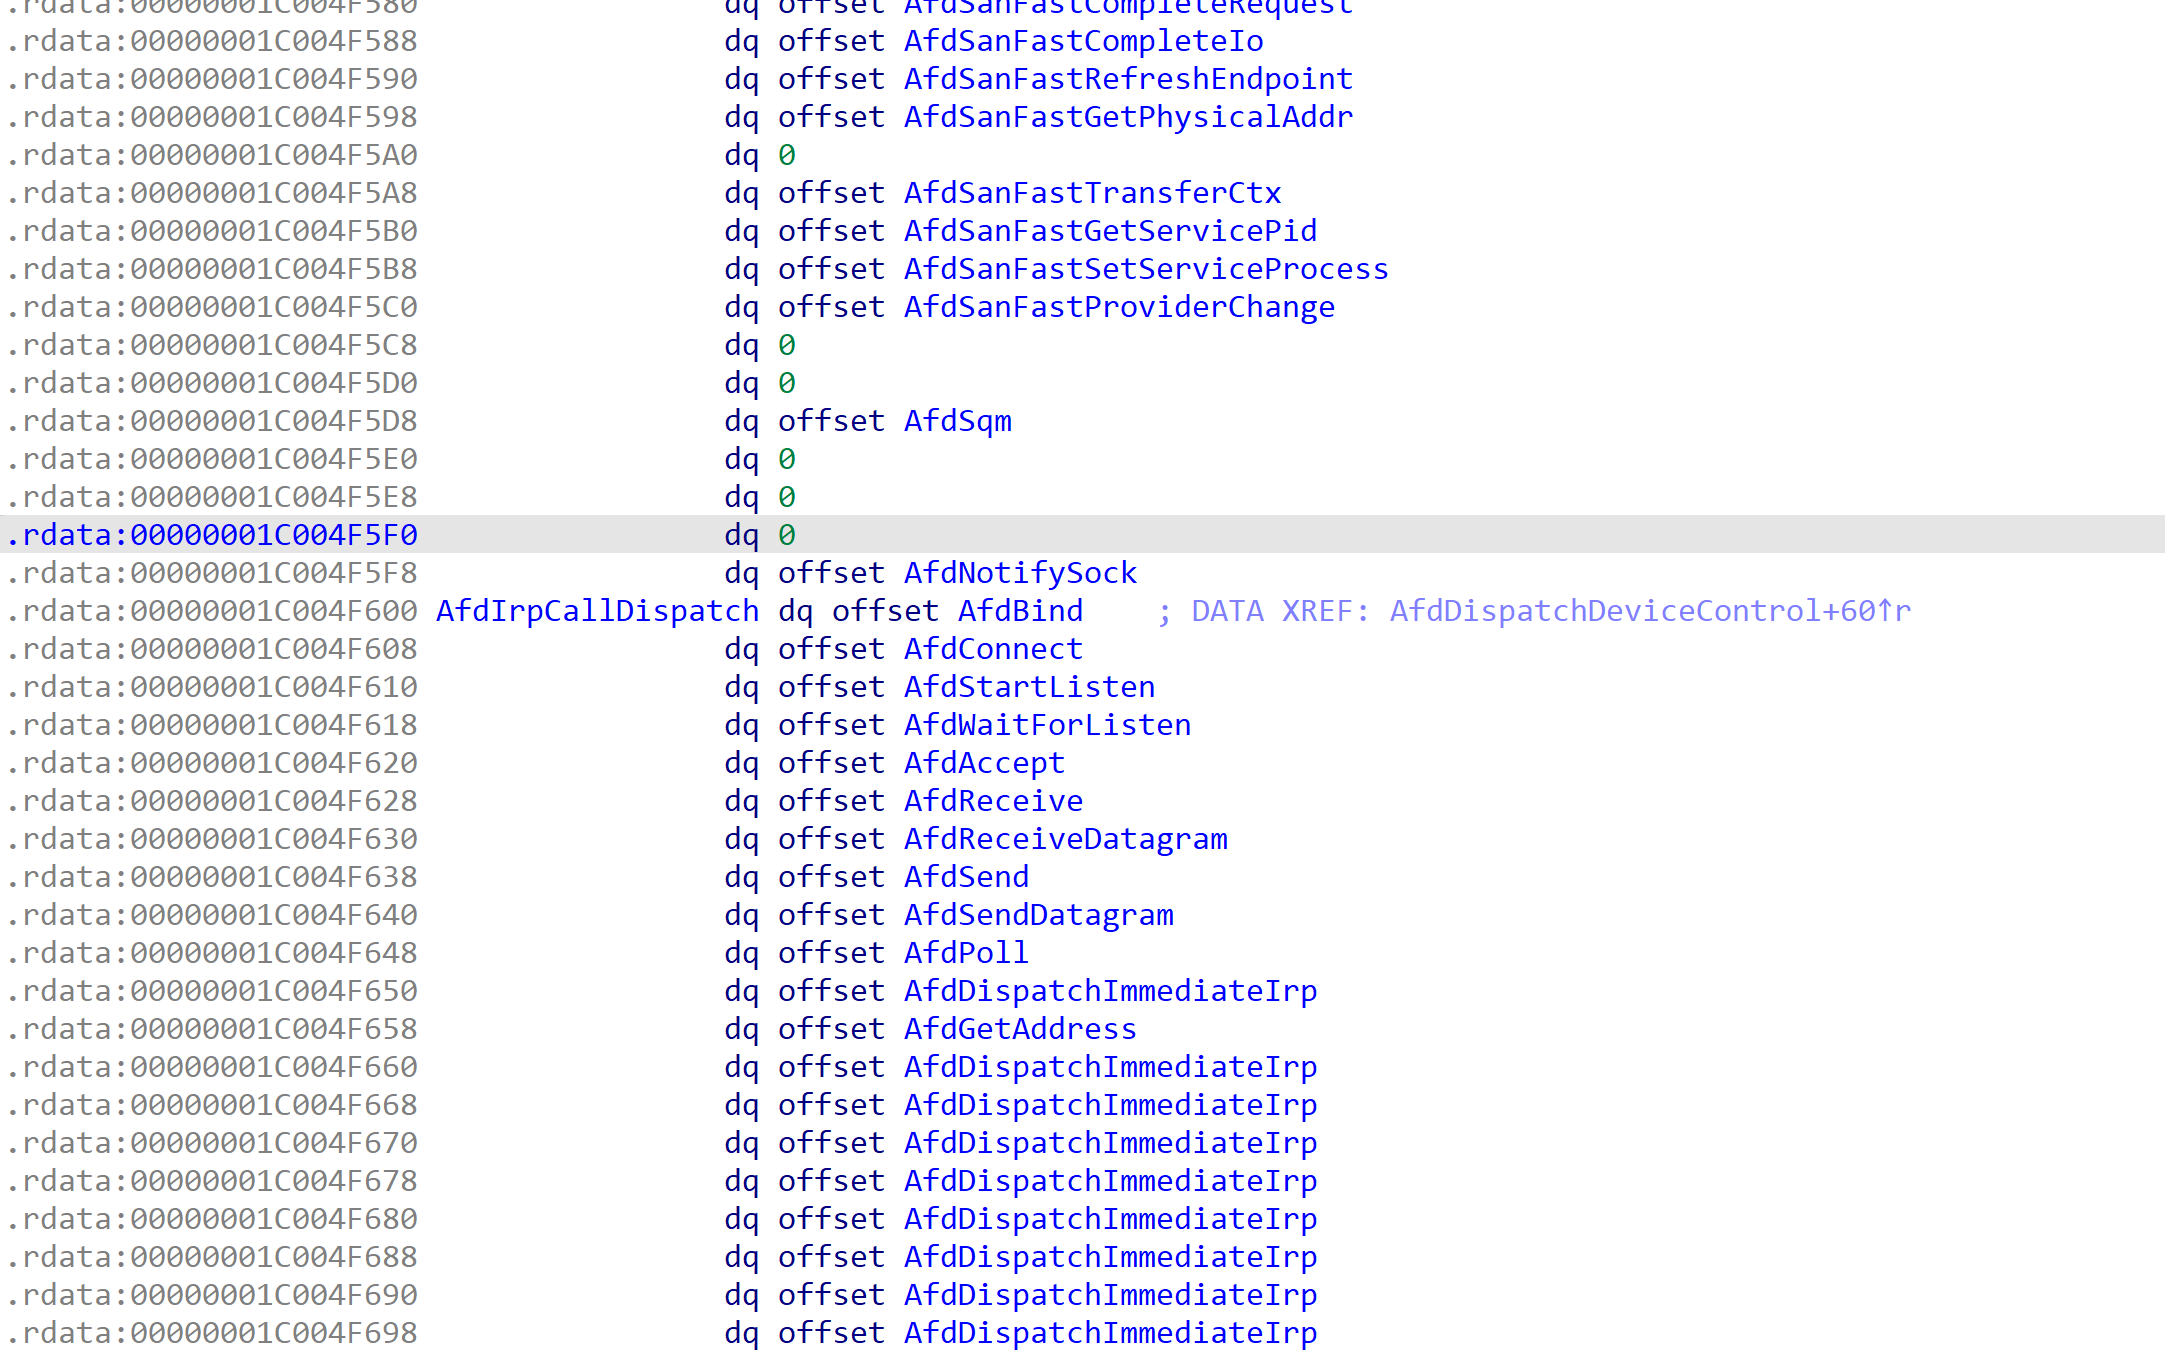 .rdata:00000001C004F580 dq offset AfdSanFastCompleteRequest
.rdata:00000001C004F588 dq offset AfdSanFastCompleteIo
.rdata:00000001C004F590 dq offset AfdSanFastRefreshEndpoint
.rdata:00000001C004F598 dq offset AfdSanFastGetPhysicalAddr
.rdata:00000001C004F5A0 dq 0
.rdata:00000001C004F5A8 dq offset AfdSanFastTransferCtx
.rdata:00000001C004F5B0 dq offset AfdSanFastGetServicePid
.rdata:00000001C004F5B8 dq offset AfdSanFastSetServiceProcess
.rdata:00000001C004F5C0 dq offset AfdSanFastProviderChange
.rdata:00000001C004F5C8 dq 0
.rdata:00000001C004F5D0 dq 0
.rdata:00000001C004F5D8 dq offset AfdSqm
.rdata:00000001C004F5E0 dq 0
.rdata:00000001C004F5E8 dq 0
.rdata:00000001C004F5F0 dq 0
.rdata:00000001C004F5F8 dq offset AfdNotifySock
.rdata:00000001C004F600 AfdIrpCallDispatch dq offset AfdBind ; DATA XREF: AfdDispatchDeviceControl+60↑r
.rdata:00000001C004F608 dq offset AfdConnect
.rdata:00000001C004F610 dq offset AfdStartListen
.rdata:00000001C004F618 dq offset AfdWaitForListen
.rdata:00000001C004F620 dq offset AfdAccept
.rdata:00000001C004F628 dq offset AfdReceive
.rdata:00000001C004F630 dq offset AfdReceiveDatagram
.rdata:00000001C004F638 dq offset AfdSend
.rdata:00000001C004F640 dq offset AfdSendDatagram
.rdata:00000001C004F648 dq offset AfdPoll
.rdata:00000001C004F650 dq offset AfdDispatchImmediateIrp
.rdata:00000001C004F658 dq offset AfdGetAddress
.rdata:00000001C004F660 dq offset AfdDispatchImmediateIrp
.rdata:00000001C004F668 dq offset AfdDispatchImmediateIrp
.rdata:00000001C004F670 dq offset AfdDispatchImmediateIrp
.rdata:00000001C004F678 dq offset AfdDispatchImmediateIrp
.rdata:00000001C004F680 dq offset AfdDispatchImmediateIrp
.rdata:00000001C004F688 dq offset AfdDispatchImmediateIrp
.rdata:00000001C004F690 dq offset AfdDispatchImmediateIrp
.rdata:00000001C004F698 dq offset AfdDispatchImmediateIrp